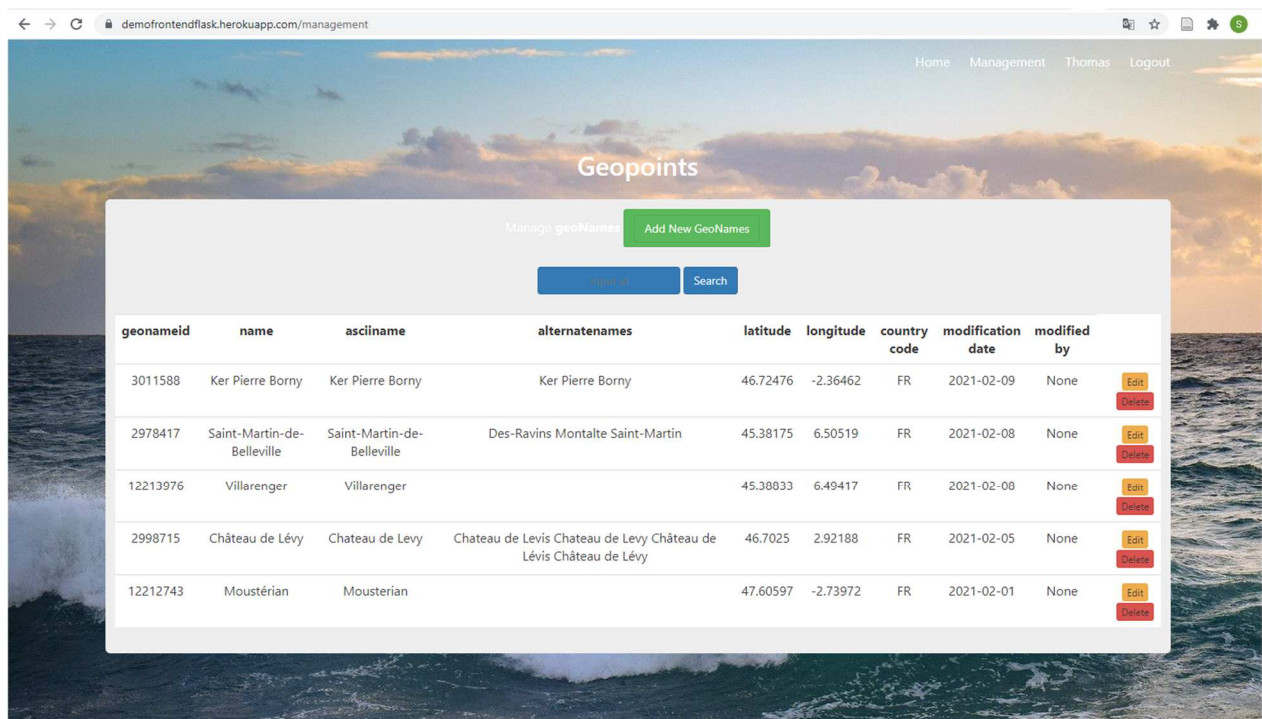 demofrontendflask.herokuapp.com/management
S
Home Management Thomas Logout
Geopoints
Manage geoNames Add New GeoNames
Input id Search
geonameid name asciiname alternatenames latitude longitude country code modification date modified by
3011588 Ker Pierre Borny Ker Pierre Borny Ker Pierre Borny 46.72476 -2.36462 FR 2021-02-09 None Edit
Delete
2978417 Saint-Martin-de-Belleville Saint-Martin-de-Belleville Des-Ravins Montalte Saint-Martin 45.38175 6.50519 FR 2021-02-08 None Edit
Delete
12213976 Villarenger Villarenger 45.38833 6.49417 FR 2021-02-08 None Edit
Delete
2998715 Château de Lévy Chateau de Levy Chateau de Levis Chateau de Levy Château de Lévis Château de Lévy 46.7025 2.92188 FR 2021-02-05 None Edit
Delete
12212743 Moustérian Mousterian 47.60597 -2.73972 FR 2021-02-01 None Edit
Delete